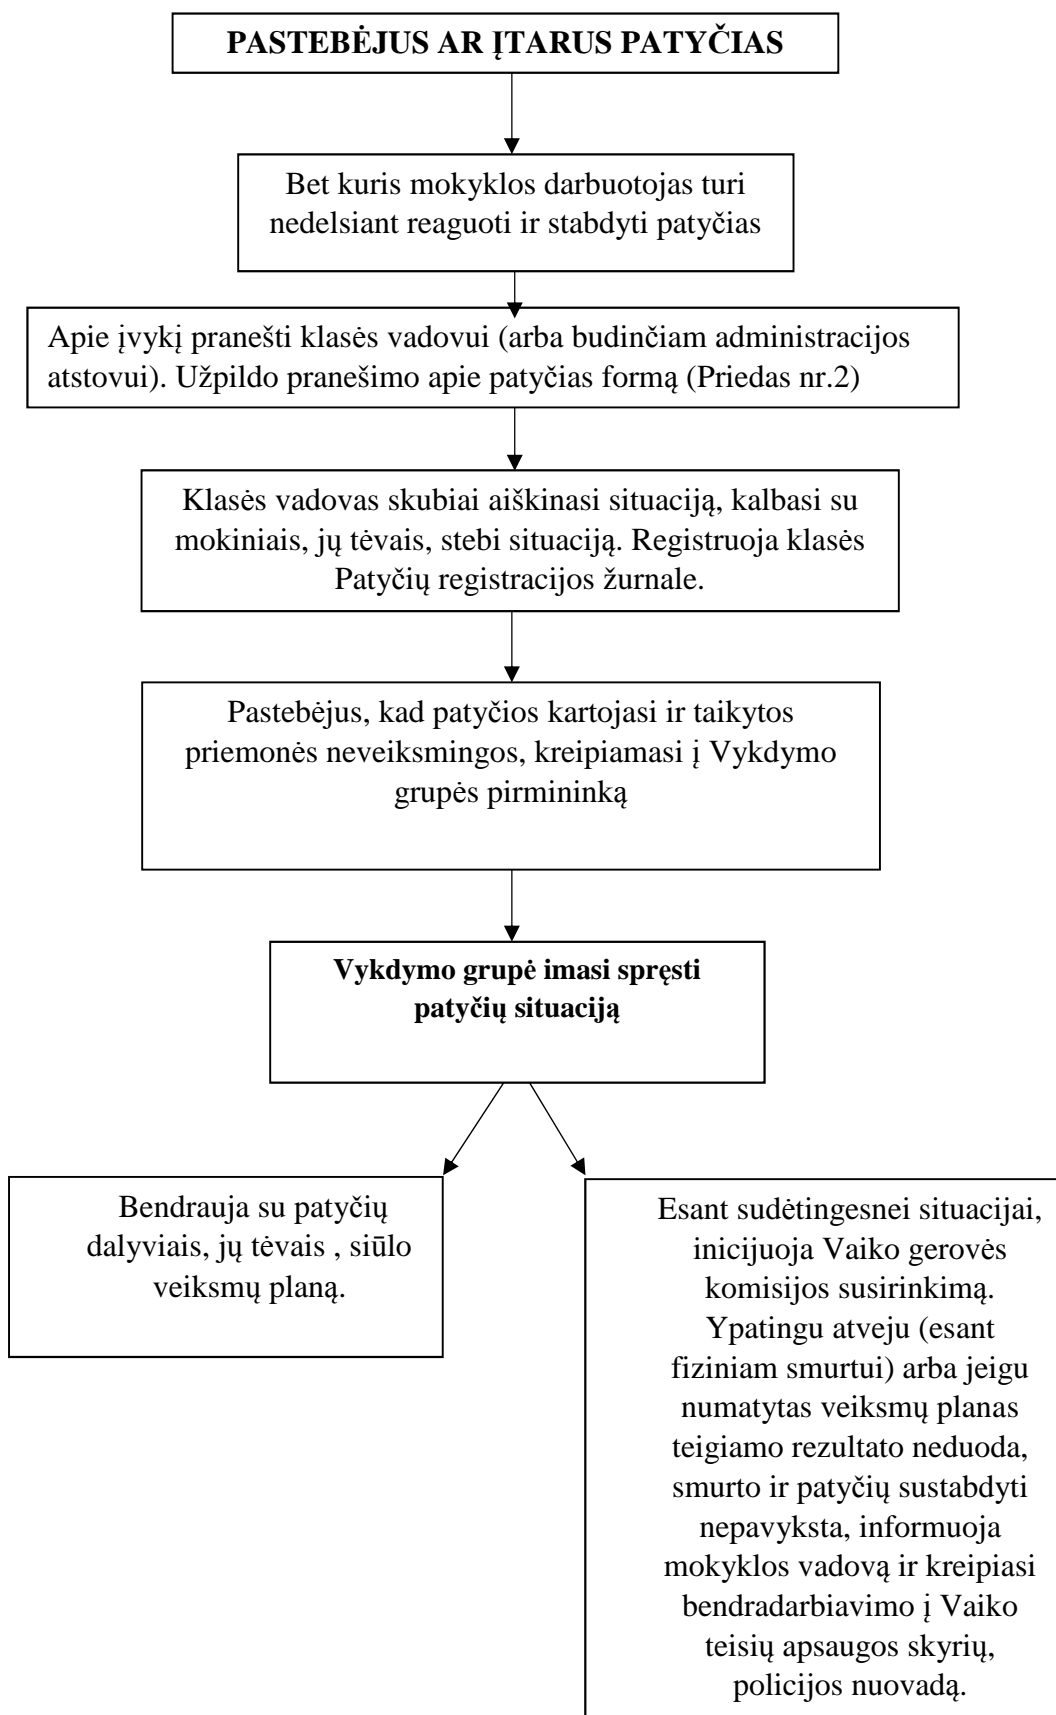 PASTEBĖJUS AR ĮTARUS PATYČIAS
Bet kuris mokyklos darbuotojas turi
nedelsiant reaguoti ir stabdyti patyčias
Apie įvykį pranešti klasės vadovui (arba budinčiam administracijos
atstovui). Užpildo pranešimo apie patyčias formą (Priedas nr.2)
Klasės vadovas skubiai aiškinasi situaciją, kalbasi su
mokiniais, jų tėvais, stebi situaciją. Registruoja klasės
Patyčių registracijos žurnale.
Pastebėjus, kad patyčios kartojasi ir taikytos
priemonės neveiksmingos, kreipiamasi į Vykdymo
grupės pirmininką
Vykdymo grupė imasi spręsti
patyčių situaciją
Bendrauja su patyčių
dalyviais, jų tėvais , siūlo
veiksmų planą.
Esant sudėtingesnei situacijai,
inicijuoja Vaiko gerovės
komisijos susirinkimą.
Ypatingu atveju (esant
fiziniam smurtui) arba jeigu
numatytas veiksmų planas
teigiamo rezultato neduoda,
smurto ir patyčių sustabdyti
nepavyksta, informuoja
mokyklos vadovą ir kreipiasi
bendradarbiavimo į Vaiko
teisių apsaugos skyrių,
policijos nuovadą.